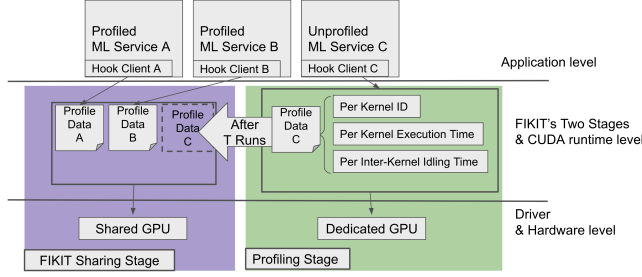 Profiled
ML Service A
Hook Client A
Profiled
ML Service B
Hook Client B
Unprofiled
ML Service C
Hook Client C
Application level
Profile
Data
A
Profile
Data
B
Profile
Data
C
After
T Runs
Profile
Data
C
Per Kernel ID
Per Kernel Execution Time
Per Inter-Kernel Idling Time
FIKIT's Two Stages
& CUDA runtime level
Shared GPU
Dedicated GPU
Driver
& Hardware level
FIKIT Sharing Stage
Profiling Stage